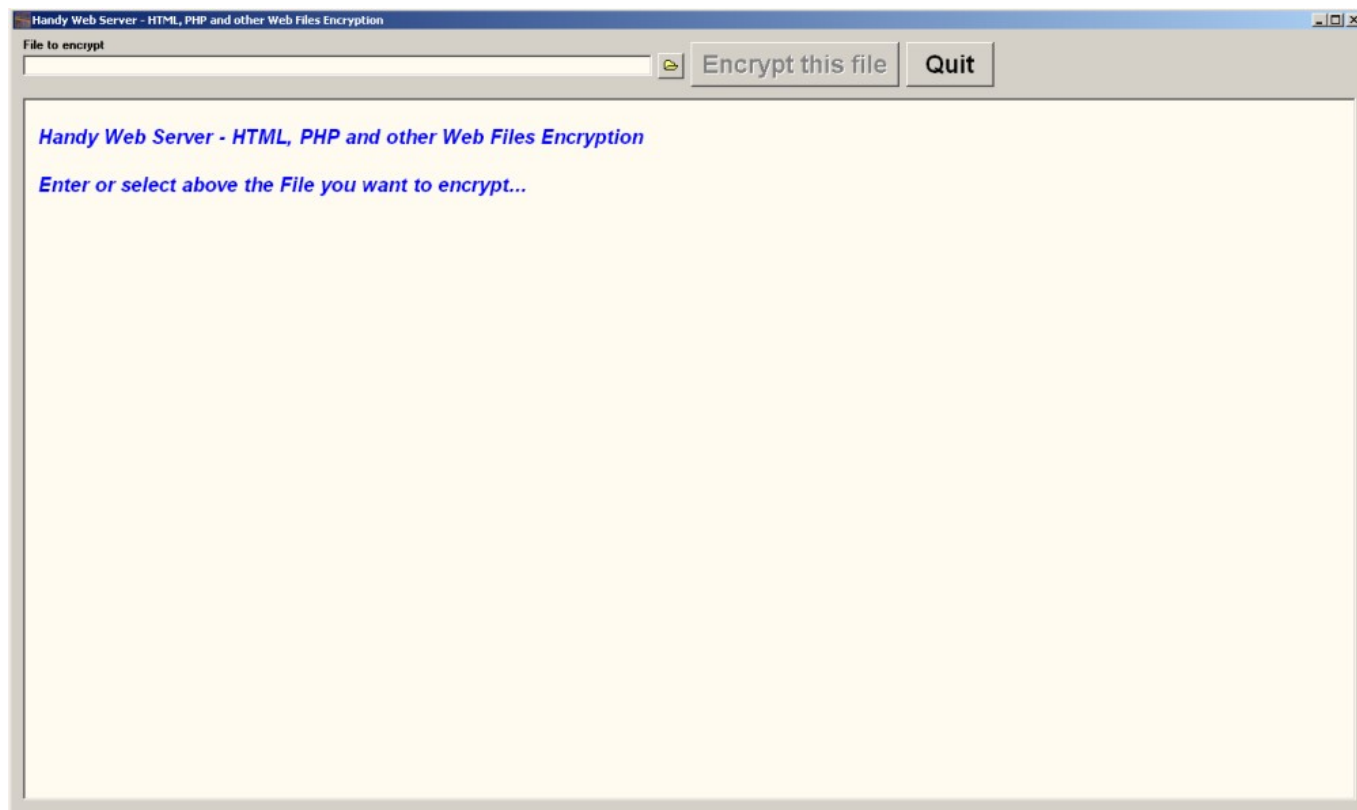 Handy Web Server - HTML, PHP and other Web Files Encryption
File to encrypt
Encrypt this file
Quit
Handy Web Server - HTML, PHP and other Web Files Encryption
Enter or select above the File you want to encrypt...